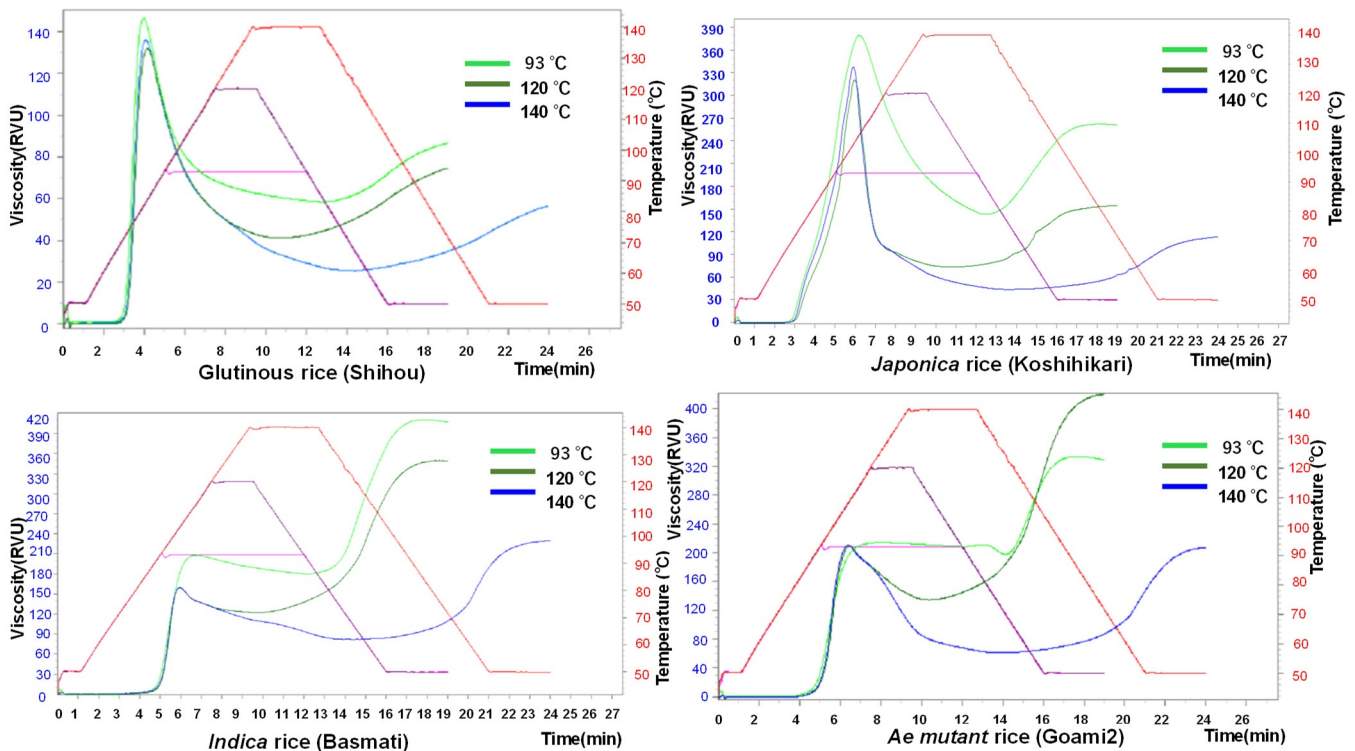 140
120
100
80
60
40
20
0
Viscosity(RVU)
93 °C
120 °C
140 °C
140
130
120
110
100
90
80
70
60
50
Temperature (°C)
0 2 4 6 8 10 12 14 16 18 20 22 24 26
Glutinous rice (Shihou)
Time(min)
390
360
330
300
270
240
210
180
150
120
90
60
30
0
Viscosity(RVU)
93 °C
120 °C
140 °C
140
130
120
110
100
90
80
70
60
50
Temperature (°C)
0 1 2 3 4 5 6 7 8 9 10 11 12 13 14 15 16 17 18 19 20 21 22 23 24 25 26 27
Japonica rice (Koshihikari)
Time(min)
420
390
360
330
300
270
240
210
180
150
120
90
60
30
0
Viscosity(RVU)
93 °C
120 °C
140 °C
140
130
120
110
100
90
80
70
60
50
Temperature (°C)
0 1 2 3 4 5 6 7 8 9 10 11 12 13 14 15 16 17 18 19 20 21 22 23 24 25 26 27
Indica rice (Basmati)
Time(min)
400
360
320
280
240
200
160
120
80
40
0
Viscosity(RVU)
93 °C
120 °C
140 °C
140
130
120
110
100
90
80
70
60
50
Temperature (°C)
0 2 4 6 8 10 12 14 16 18 20 22 24 26
Ae mutant rice (Goami2)
Time(min)